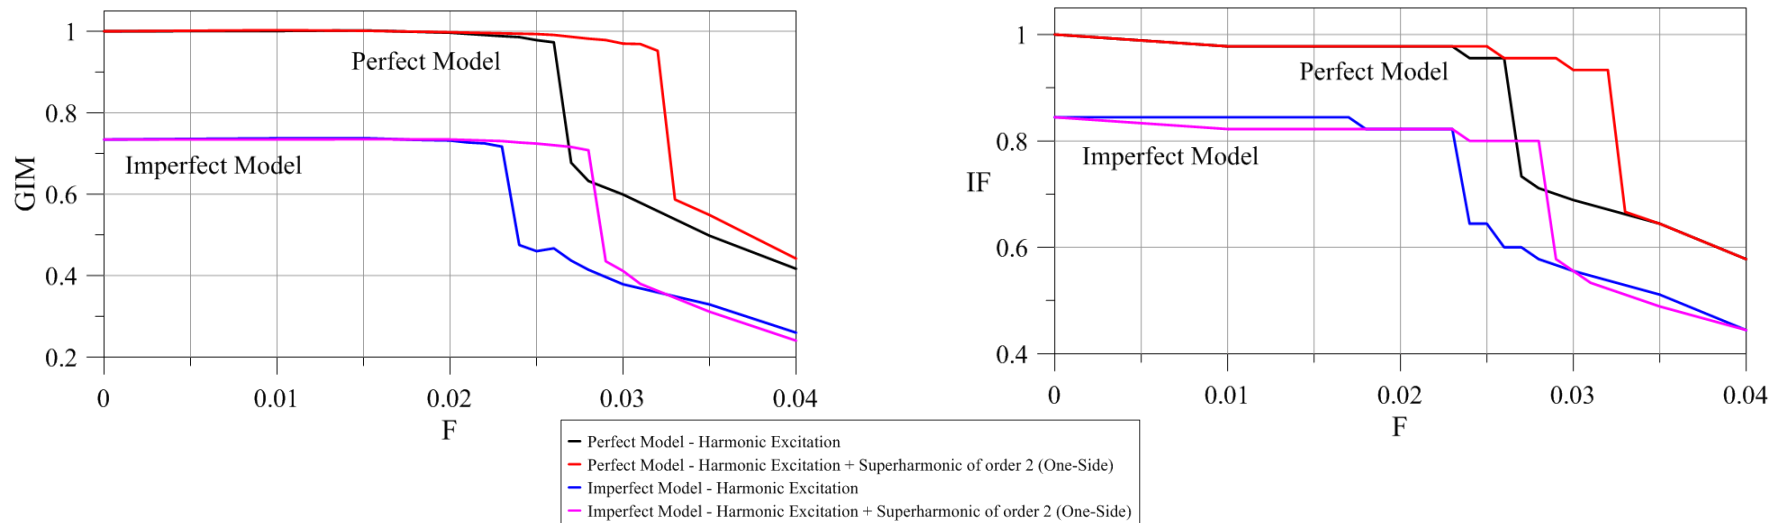 1
0.8
0.6
0.4
0.2
GIM
Perfect Model
Imperfect Model
0 0.01 0.02 0.03 0.04
F
1
0.8
0.6
0.4
IF
Perfect Model
Imperfect Model
0 0.01 0.02 0.03 0.04
F
Perfect Model - Harmonic Excitation
Perfect Model - Harmonic Excitation + Superharmonic of order 2 (One-Side)
Imperfect Model - Harmonic Excitation
Imperfect Model - Harmonic Excitation + Superharmonic of order 2 (One-Side)